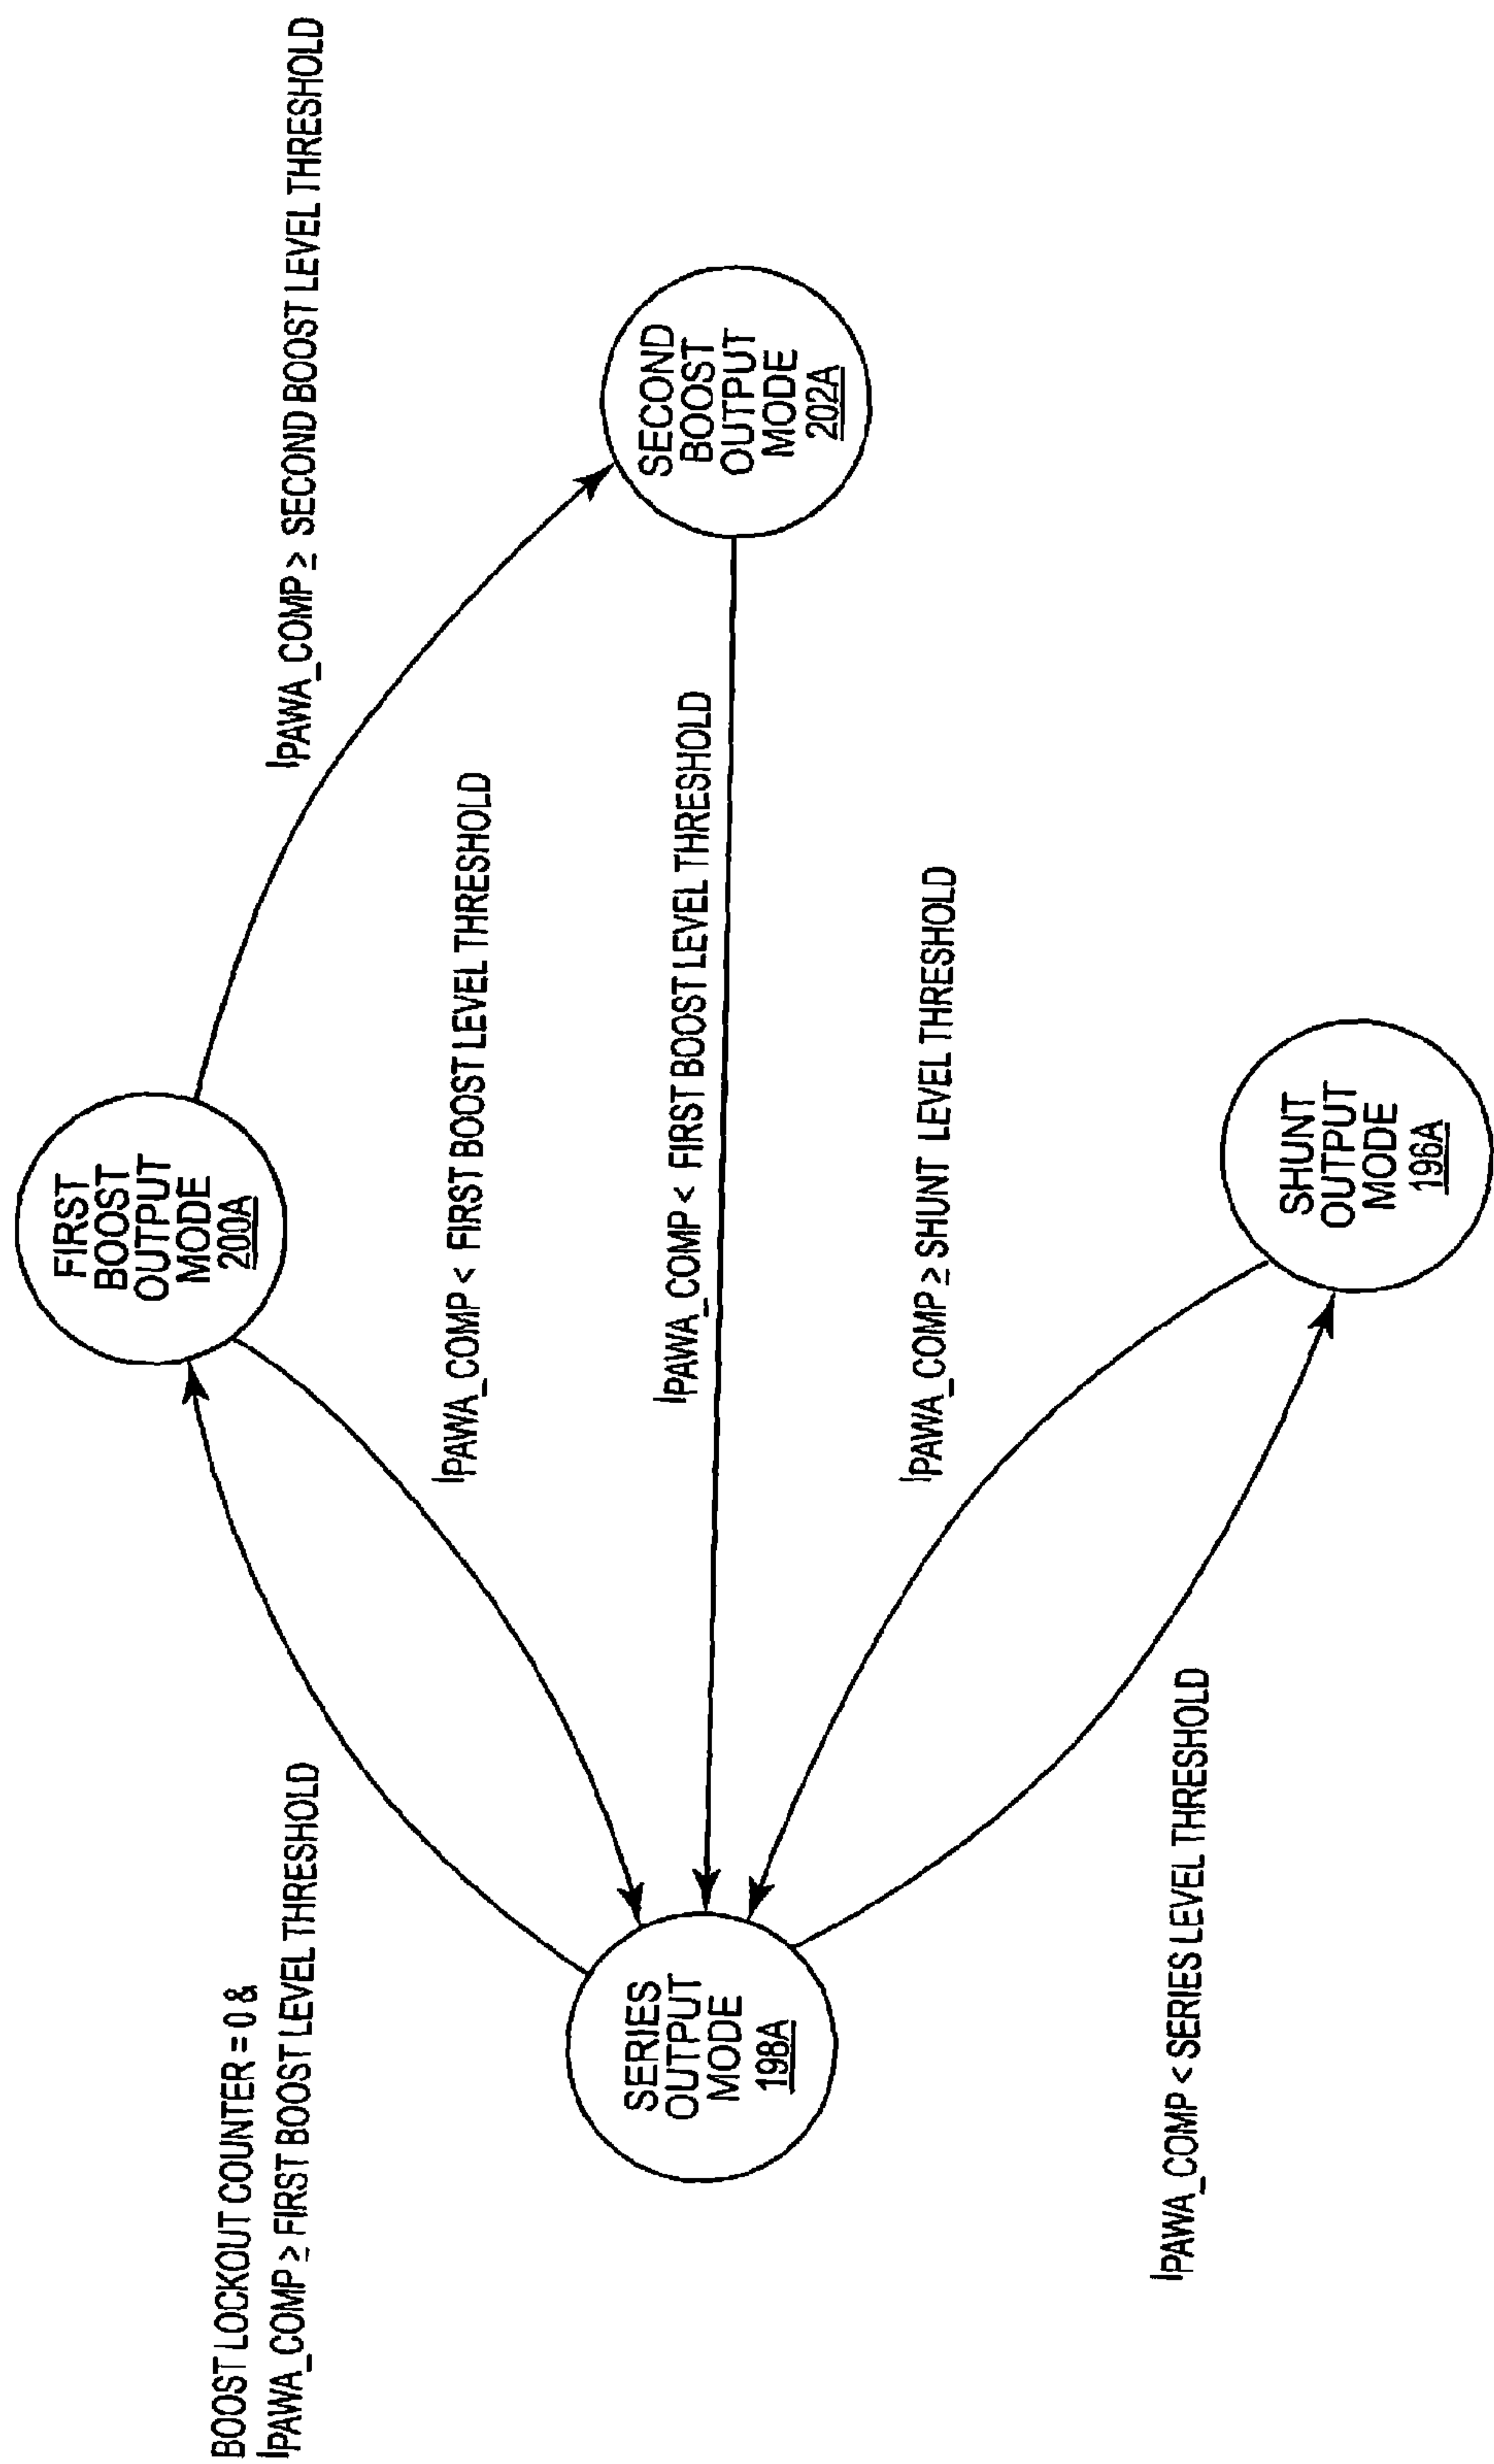 BOOST LOCKOUT COUNTER = 0 &
IPAWA_COMP ≥ FIRST BOOST LEVEL THRESHOLD
FIRST
BOOST
OUTPUT
MODE
200A
IPAWA_COMP ≥ SECOND BOOST LEVEL THRESHOLD
IPAWA_COMP < FIRST BOOST LEVEL THRESHOLD
SERIES
OUTPUT
MODE
198A
IPAWA_COMP < FIRST BOOST LEVEL THRESHOLD
SECOND
BOOST
OUTPUT
MODE
202A
IPAWA_COMP ≥ SHUNT LEVEL THRESHOLD
IPAWA_COMP < SERIES LEVEL THRESHOLD
SHUNT
OUTPUT
MODE
196A